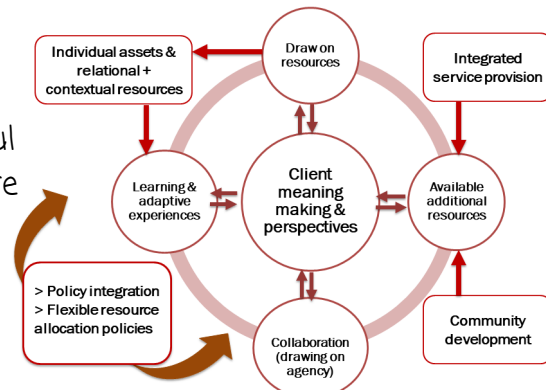 Individual assets &
relational +
contextual resources
Draw on
resources
Integrated
service provision
Learning &
adaptive
experiences
Client
meaning
making &
perspectives
Available
additional
resources
> Policy integration
> Flexible resource
allocation policies
Collaboration
(drawing on
agency)
Community
development